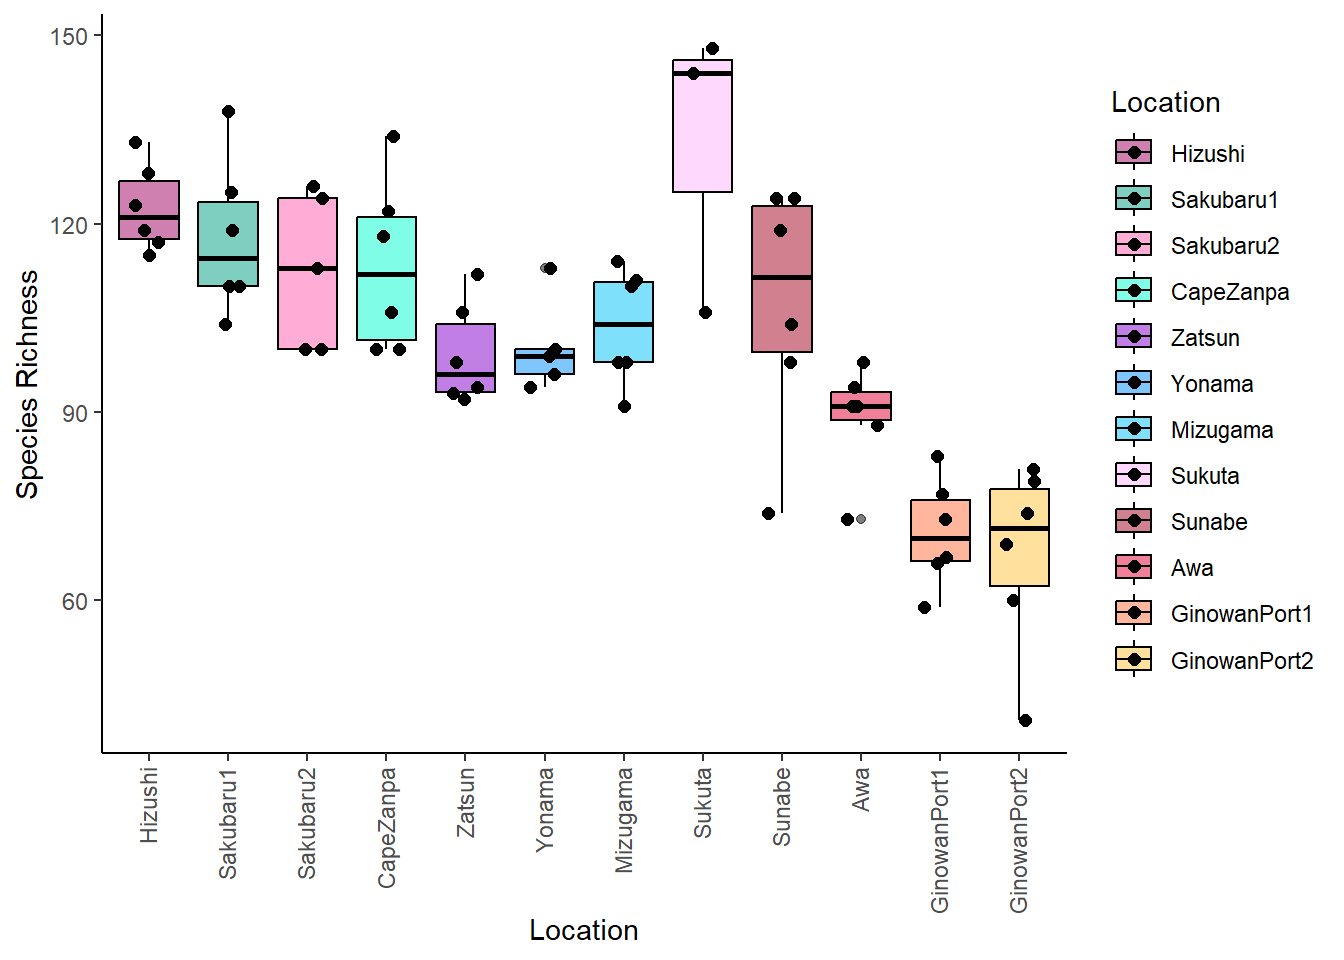 Species Richness
150
120
90
60
Hizushi
Sakubaru1
Sakubaru2
CapeZanpa
Zatsun
Yonama
Mizugama
Sukuta
Sunabe
Awa
GinowanPort1
GinowanPort2
Location
Location
Hizushi
Sakubaru1
Sakubaru2
CapeZanpa
Zatsun
Yonama
Mizugama
Sukuta
Sunabe
Awa
GinowanPort1
GinowanPort2